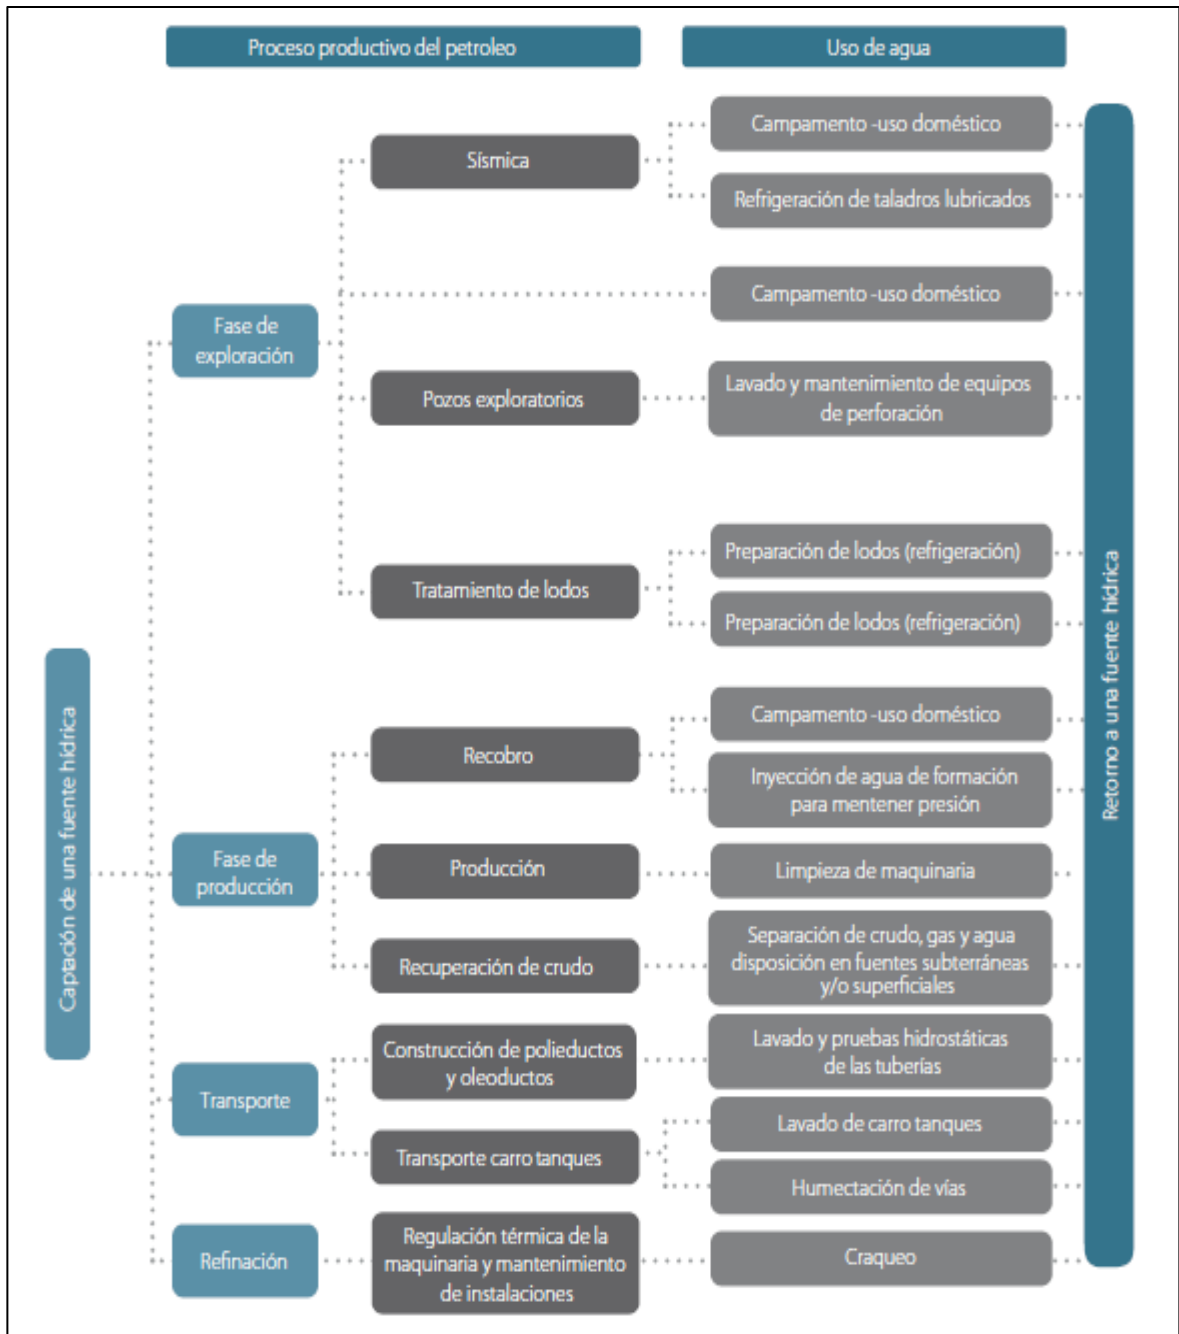 Proceso productivo del petroleo
Uso de agua
Captación de una fuente hídrica
Fase de
exploración
Sísmica
Campamento -uso doméstico
Refrigeración de taladros lubricados
Campamento -uso doméstico
Pozos exploratorios
Lavado y mantenimiento de equipos
de perforación
Tratamiento de lodos
Preparación de lodos (refrigeración)
Preparación de lodos (refrigeración)
Fase de
producción
Recobro
Campamento -uso doméstico
Inyección de agua de formación
para mentener presión
Producción
Limpieza de maquinaria
Recuperación de crudo
Separación de crudo, gas y agua
disposición en fuentes subterráneas
y/o superficiales
Transporte
Construcción de polieductos
y oleoductos
Lavado y pruebas hidrostáticas
de las tuberías
Transporte carro tanques
Lavado de carro tanques
Humectación de vías
Refinación
Regulación térmica de la
maquinaria y mantenimiento
de instalaciones
Craqueo
Retorno a una fuente hídrica